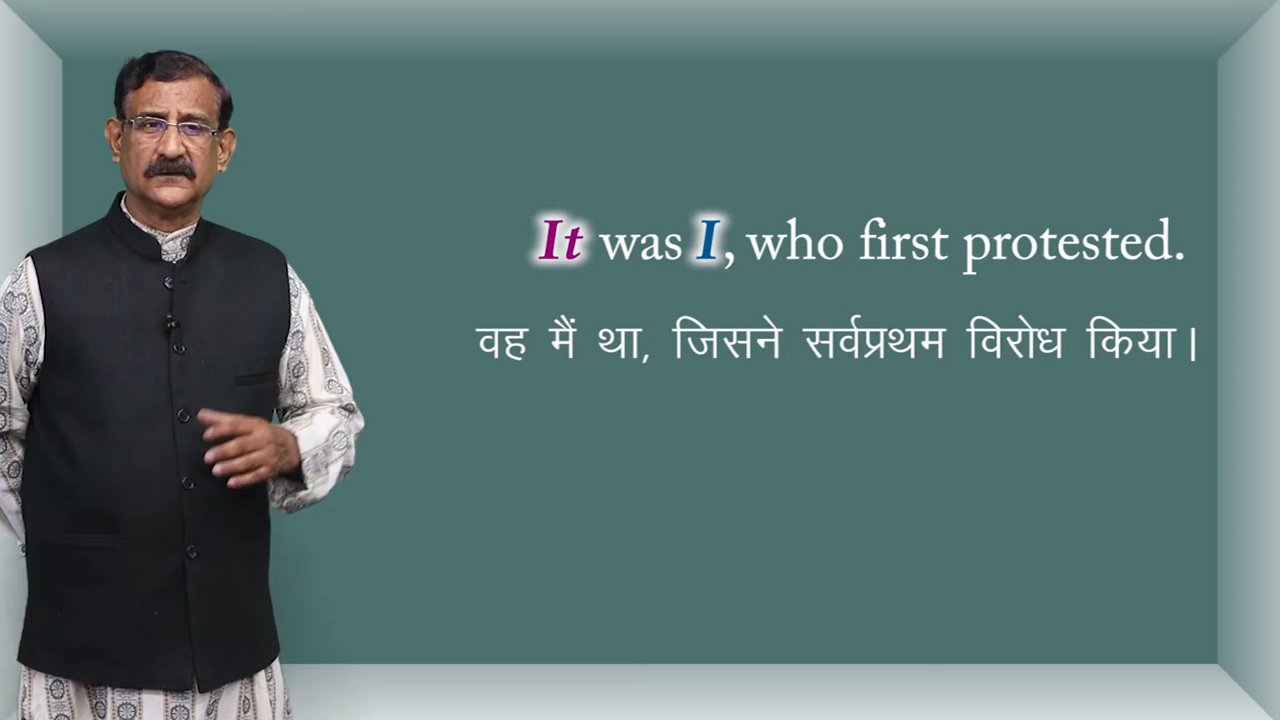 It was I, who first protested.
वह मैं था, जिसने सर्वप्रथम विरोध किया।